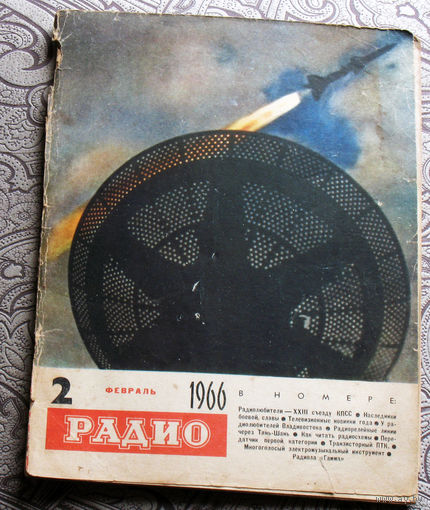 2 ФЕВРАЛЬ 1966
РАДИО
В НОМЕРЕ:
Радиолюбители — XXIII съезду КПСС ● Наследники
боевой славы ● Телевизионные новинки года ● У ра-
диолюбителей Владивостока ● Радиорелейные линии
через Тянь-Шань ● Как читать радиосхемы ● Пере-
датчик первой категории ● Транзисторный ПТК ●
Многоголосый электромузыкальный инструмент ●
Радиола «Гамма»